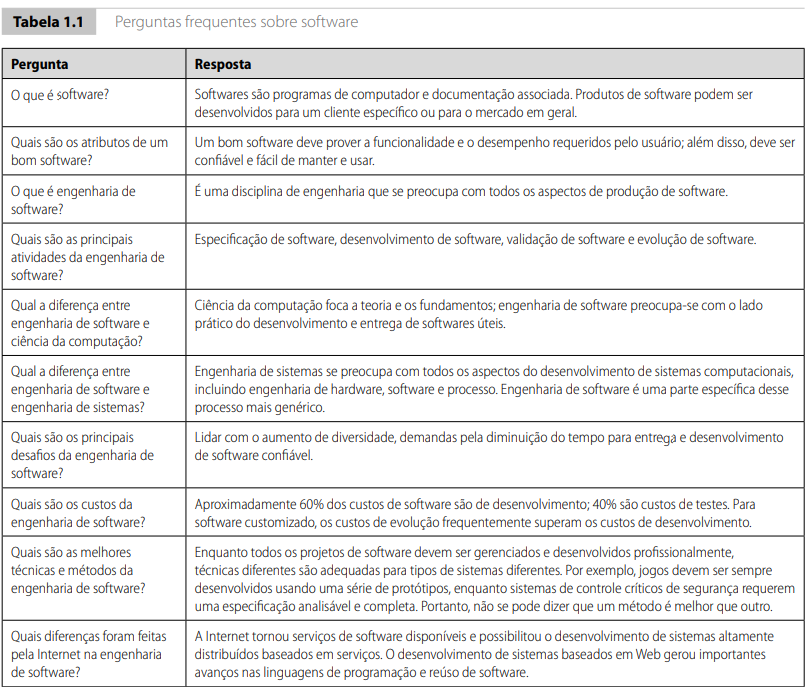 Tabela 1.1 Perguntas frequentes sobre software
Pergunta Resposta
O que é software? Softwares são programas de computador e documentação associada. Produtos de software podem ser
desenvolvidos para um cliente específico ou para o mercado em geral.
Quais são os atributos de um Um bom software deve prover a funcionalidade e o desempenho requeridos pelo usuário; além disso, deve ser
bom software? confiável e fácil de manter e usar.
O que é engenharia de É uma disciplina de engenharia que se preocupa com todos os aspectos de produção de software.
software?
Quais são as principais Especificação de software, desenvolvimento de software, validação de software e evolução de software.
atividades da engenharia de
software?
Qual a diferença entre Ciência da computação foca a teoria e os fundamentos; engenharia de software preocupa-se com o lado
engenharia de software e prático do desenvolvimento e entrega de softwares úteis.
ciência da computação?
Qual a diferença entre Engenharia de sistemas se preocupa com todos os aspectos do desenvolvimento de sistemas computacionais,
engenharia de software e incluindo engenharia de hardware, software e processo. Engenharia de software é uma parte específica desse
engenharia de sistemas? processo mais genérico.
Quais são os principais Lidar com o aumento de diversidade, demandas pela diminuição do tempo para entrega e desenvolvimento
desafios da engenharia de de software confiável.
software?
Quais são os custos da Aproximadamente 60% dos custos de software são de desenvolvimento; 40% são custos de testes. Para
engenharia de software? software customizado, os custos de evolução frequentemente superam os custos de desenvolvimento.
Quais são as melhores Enquanto todos os projetos de software devem ser gerenciados e desenvolvidos profissionalmente,
técnicas e métodos da técnicas diferentes são adequadas para tipos de sistemas diferentes. Por exemplo, jogos devem ser sempre
engenharia de software? desenvolvidos usando uma série de protótipos, enquanto sistemas de controle críticos de segurança requerem
uma especificação analisável e completa. Portanto, não se pode dizer que um método é melhor que outro.
Quais diferenças foram feitas A Internet tornou serviços de software disponíveis e possibilitou o desenvolvimento de sistemas altamente
pela Internet na engenharia distribuídos baseados em serviços. O desenvolvimento de sistemas baseados em Web gerou importantes
de software? avanços nas linguagens de programação e reúso de software.